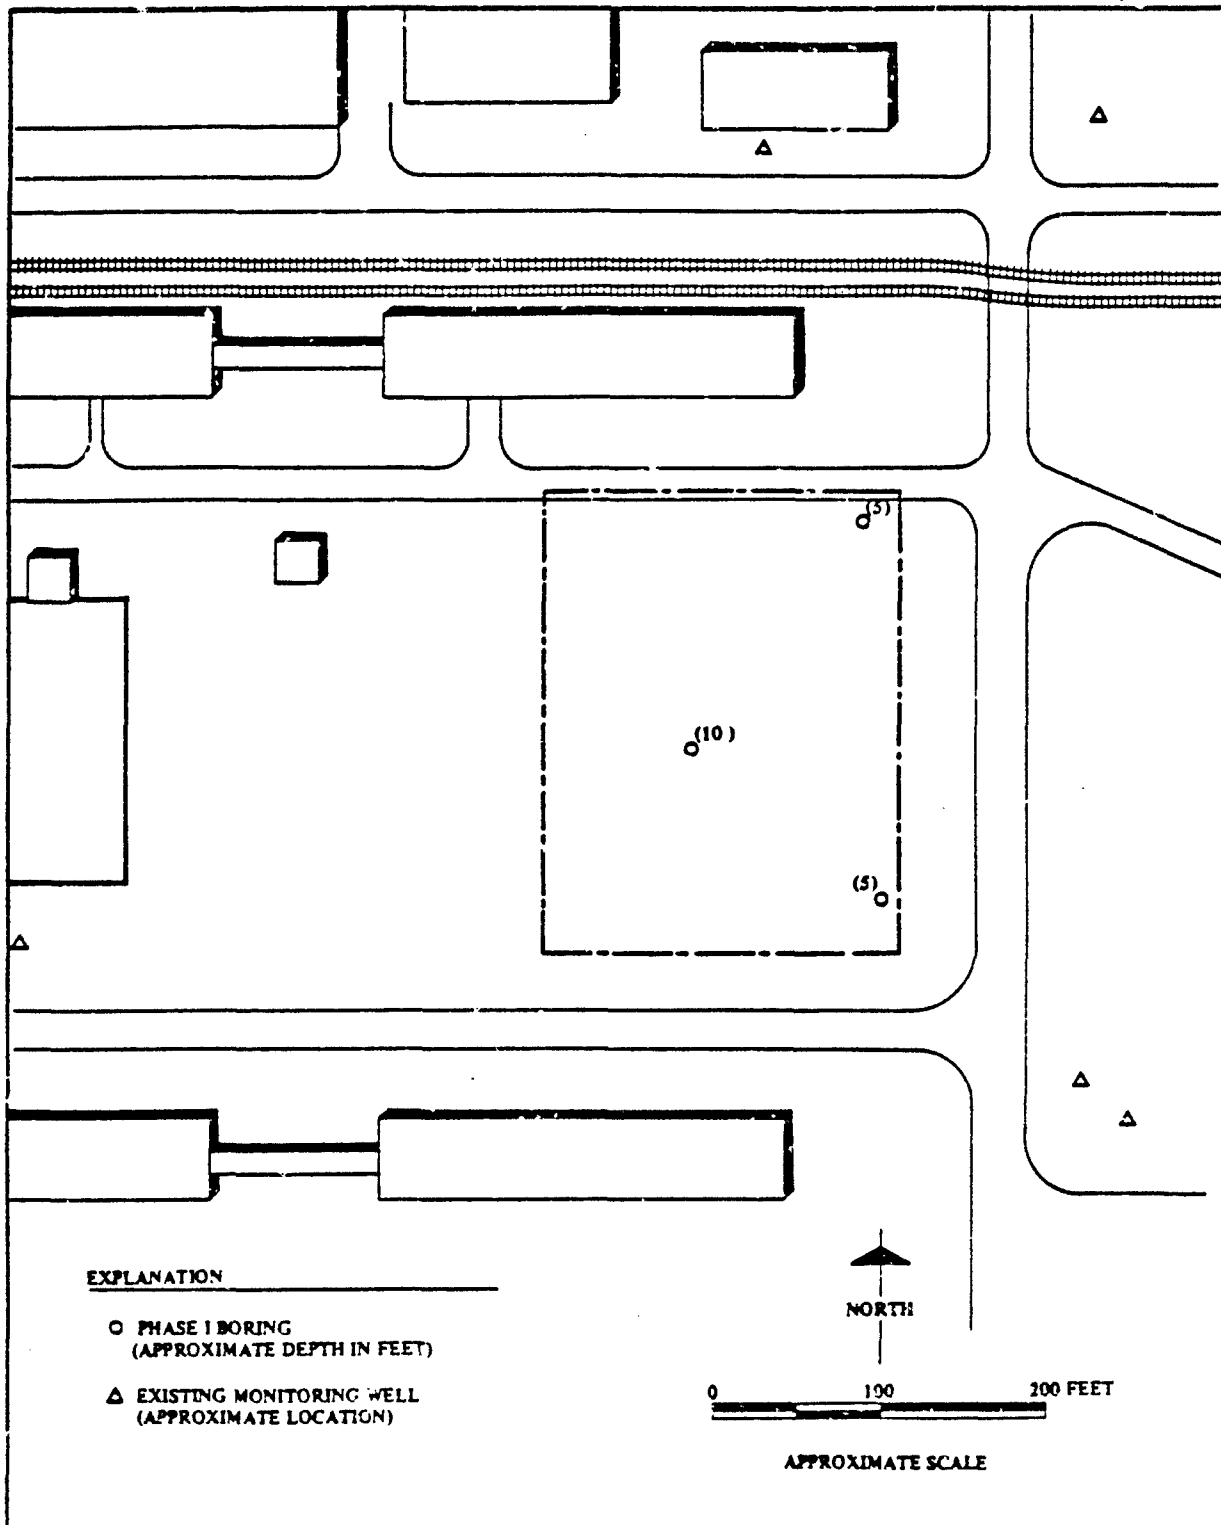 (5)
(10)
(5)
EXPLANATION
PHASE I BORING
(APPROXIMATE DEPTH IN FEET)
EXISTING MONITORING WELL
(APPROXIMATE LOCATION)
NORTH
0 100 200 FEET
APPROXIMATE SCALE